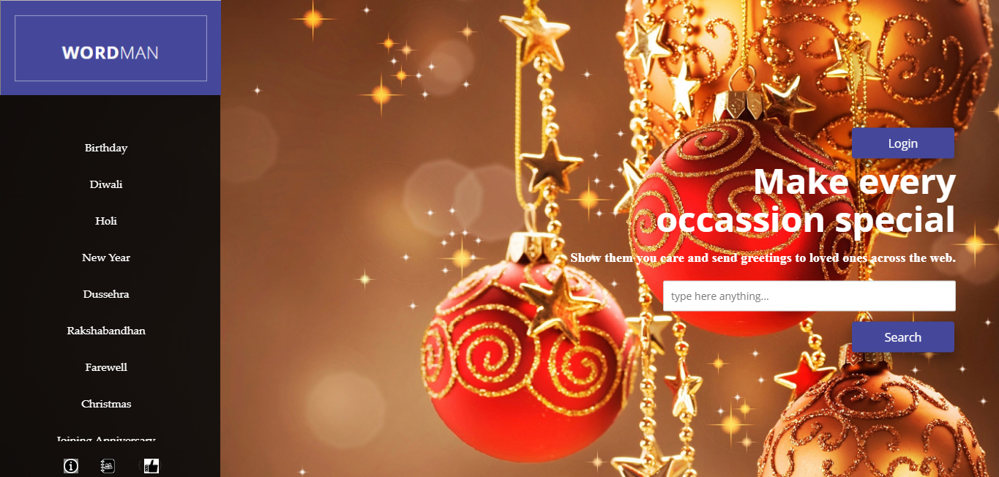 WORDMAN
Birthday
Diwali
Holi
New Year
Dussehra
Rakshabandhan
Farewell
Christmas
Joining Anniversary
Login
Make every
occassion special
Show them you care and send greetings to loved ones across the web.
type here anything...
Search